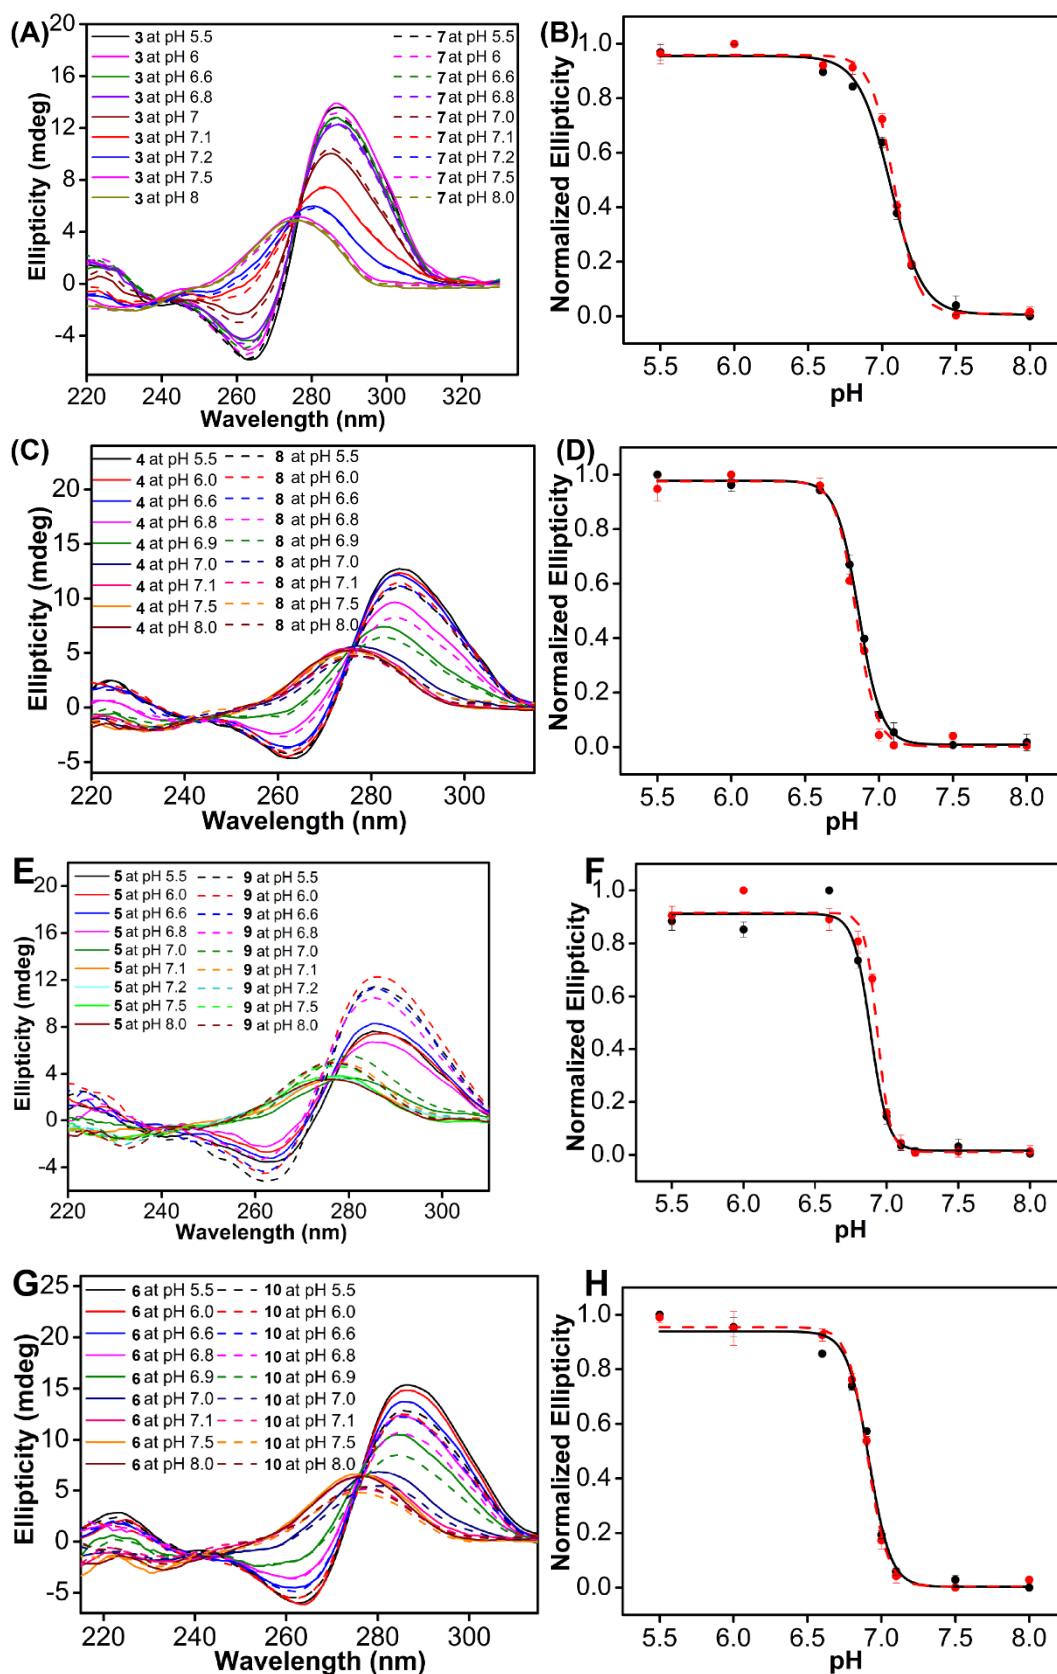 (A)
20
16
12
8
4
0
-4
Ellipticity (mdeg)
3 at pH 5.5
3 at pH 6
3 at pH 6.6
3 at pH 6.8
3 at pH 7
3 at pH 7.1
3 at pH 7.2
3 at pH 7.5
3 at pH 8
7 at pH 5.5
7 at pH 6
7 at pH 6.6
7 at pH 6.8
7 at pH 7.0
7 at pH 7.1
7 at pH 7.2
7 at pH 7.5
7 at pH 8.0
220 240 260 280 300 320
Wavelength (nm)
(B)
1.0
0.8
0.6
0.4
0.2
0.0
Normalized Ellipticity
5.5 6.0 6.5 7.0 7.5 8.0
pH
(C)
20
15
10
5
0
-5
Ellipticity (mdeg)
4 at pH 5.5
4 at pH 6.0
4 at pH 6.6
4 at pH 6.8
4 at pH 6.9
4 at pH 7.0
4 at pH 7.1
4 at pH 7.5
4 at pH 8.0
8 at pH 5.5
8 at pH 6.0
8 at pH 6.6
8 at pH 6.8
8 at pH 6.9
8 at pH 7.0
8 at pH 7.1
8 at pH 7.5
8 at pH 8.0
220 240 260 280 300
Wavelength (nm)
(D)
1.0
0.8
0.6
0.4
0.2
0.0
Normalized Ellipticity
5.5 6.0 6.5 7.0 7.5 8.0
pH
E
20
16
12
8
4
0
-4
Ellipticity (mdeg)
5 at pH 5.5
5 at pH 6.0
5 at pH 6.6
5 at pH 6.8
5 at pH 7.0
5 at pH 7.1
5 at pH 7.2
5 at pH 7.5
5 at pH 8.0
9 at pH 5.5
9 at pH 6.0
9 at pH 6.6
9 at pH 6.8
9 at pH 7.0
9 at pH 7.1
9 at pH 7.2
9 at pH 7.5
9 at pH 8.0
220 240 260 280 300
Wavelength (nm)
F
1.0
0.8
0.6
0.4
0.2
0.0
Normalized Ellipticity
5.5 6.0 6.5 7.0 7.5 8.0
pH
G
25
20
15
10
5
0
-5
Ellipticity (mdeg)
6 at pH 5.5
6 at pH 6.0
6 at pH 6.6
6 at pH 6.8
6 at pH 6.9
6 at pH 7.0
6 at pH 7.1
6 at pH 7.5
6 at pH 8.0
10 at pH 5.5
10 at pH 6.0
10 at pH 6.6
10 at pH 6.8
10 at pH 6.9
10 at pH 7.0
10 at pH 7.1
10 at pH 7.5
10 at pH 8.0
220 240 260 280 300
Wavelength (nm)
H
1.0
0.8
0.6
0.4
0.2
0.0
Normalized Ellipticity
5.5 6.0 6.5 7.0 7.5 8.0
pH